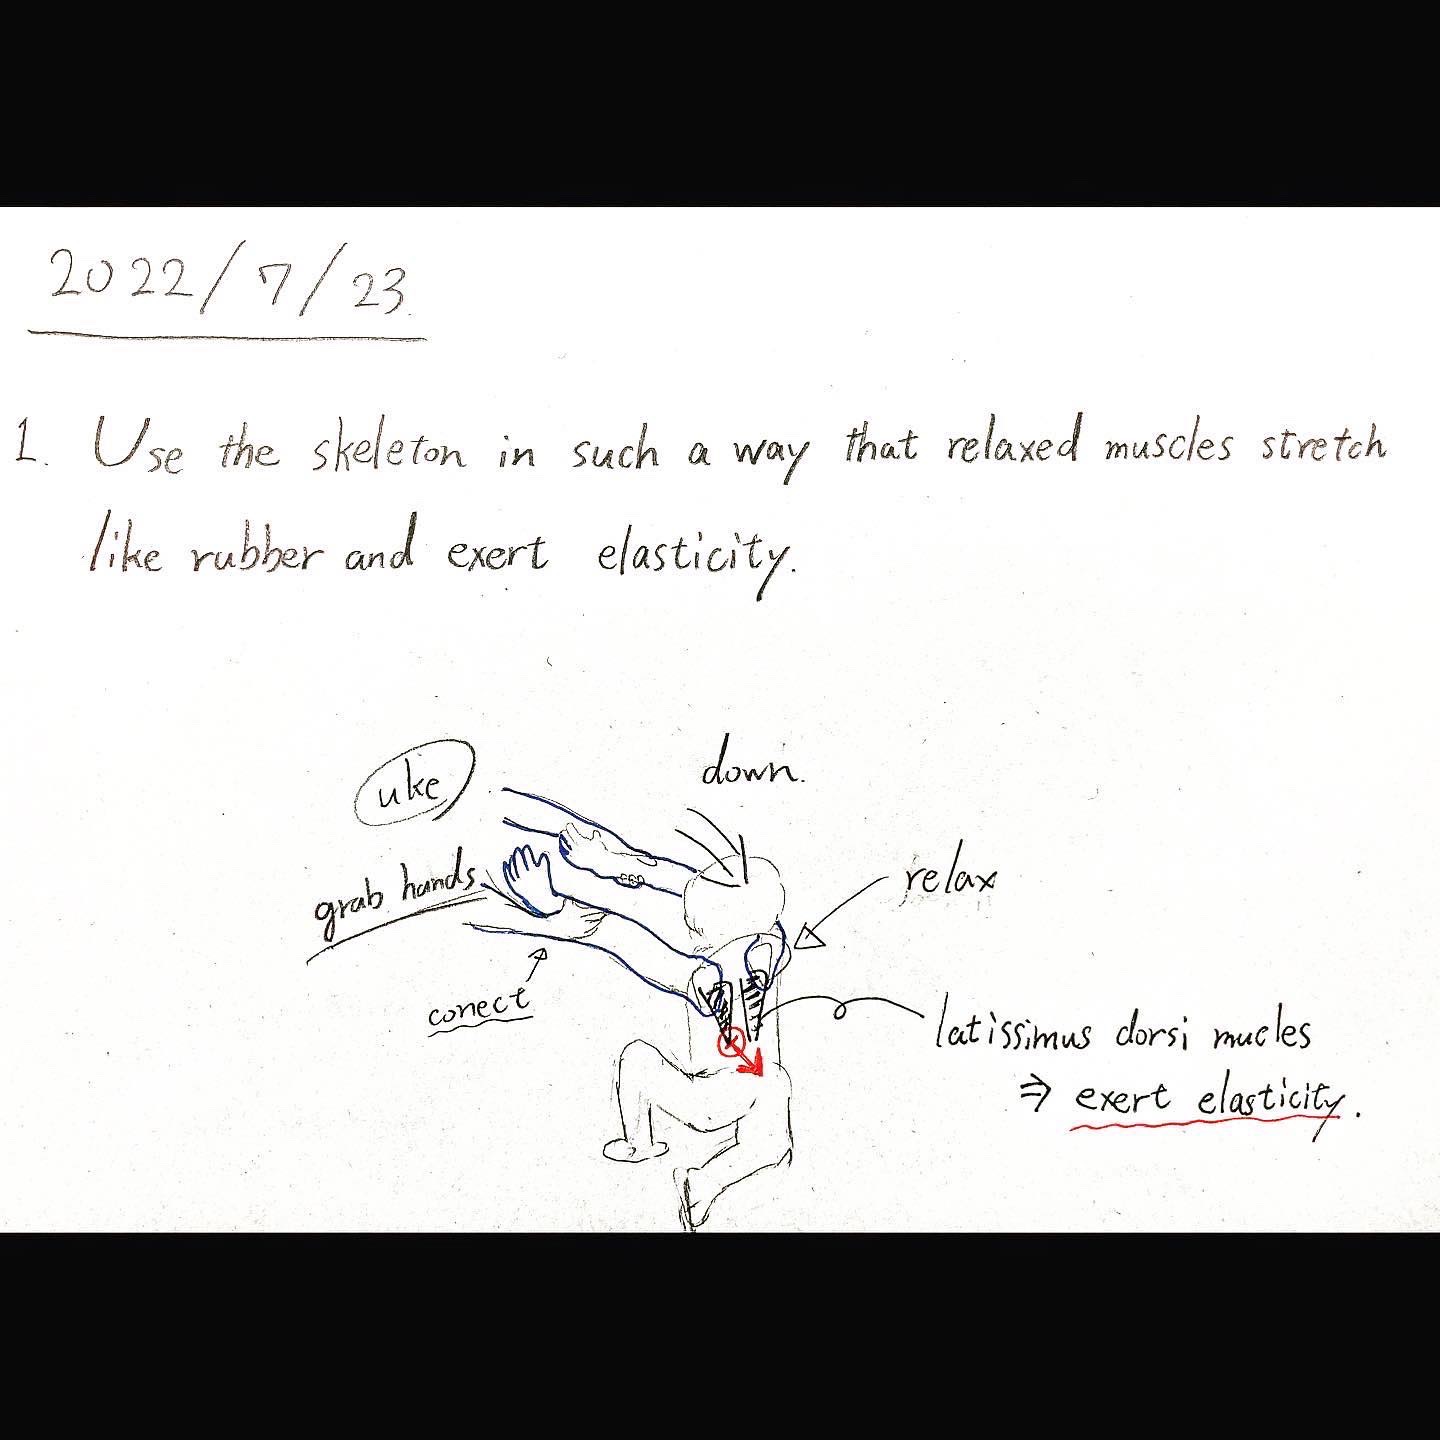 2022/7/23.
1. Use the skeleton in such a way that relaxed muscles stretch
like rubber and exert elasticity.
down.
uke
grab hands
relax
conect
latissimus dorsi mucles
⇒ exert elasticity.